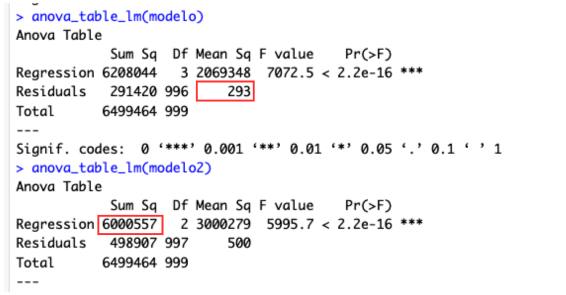 > anova_table_lm(modelo)
Anova Table
Sum Sq Df Mean Sq F value Pr(>F)
Regression 6208044 3 2069348 7072.5 < 2.2e-16 ***
Residuals 291420 996 293
Total 6499464 999
---
Signif. codes: 0 ‘***’ 0.001 ‘**’ 0.01 ‘*’ 0.05 ‘.’ 0.1 ‘ ’ 1
> anova_table_lm(modelo2)
Anova Table
Sum Sq Df Mean Sq F value Pr(>F)
Regression 6000557 2 3000279 5995.7 < 2.2e-16 ***
Residuals 498907 997 500
Total 6499464 999
---